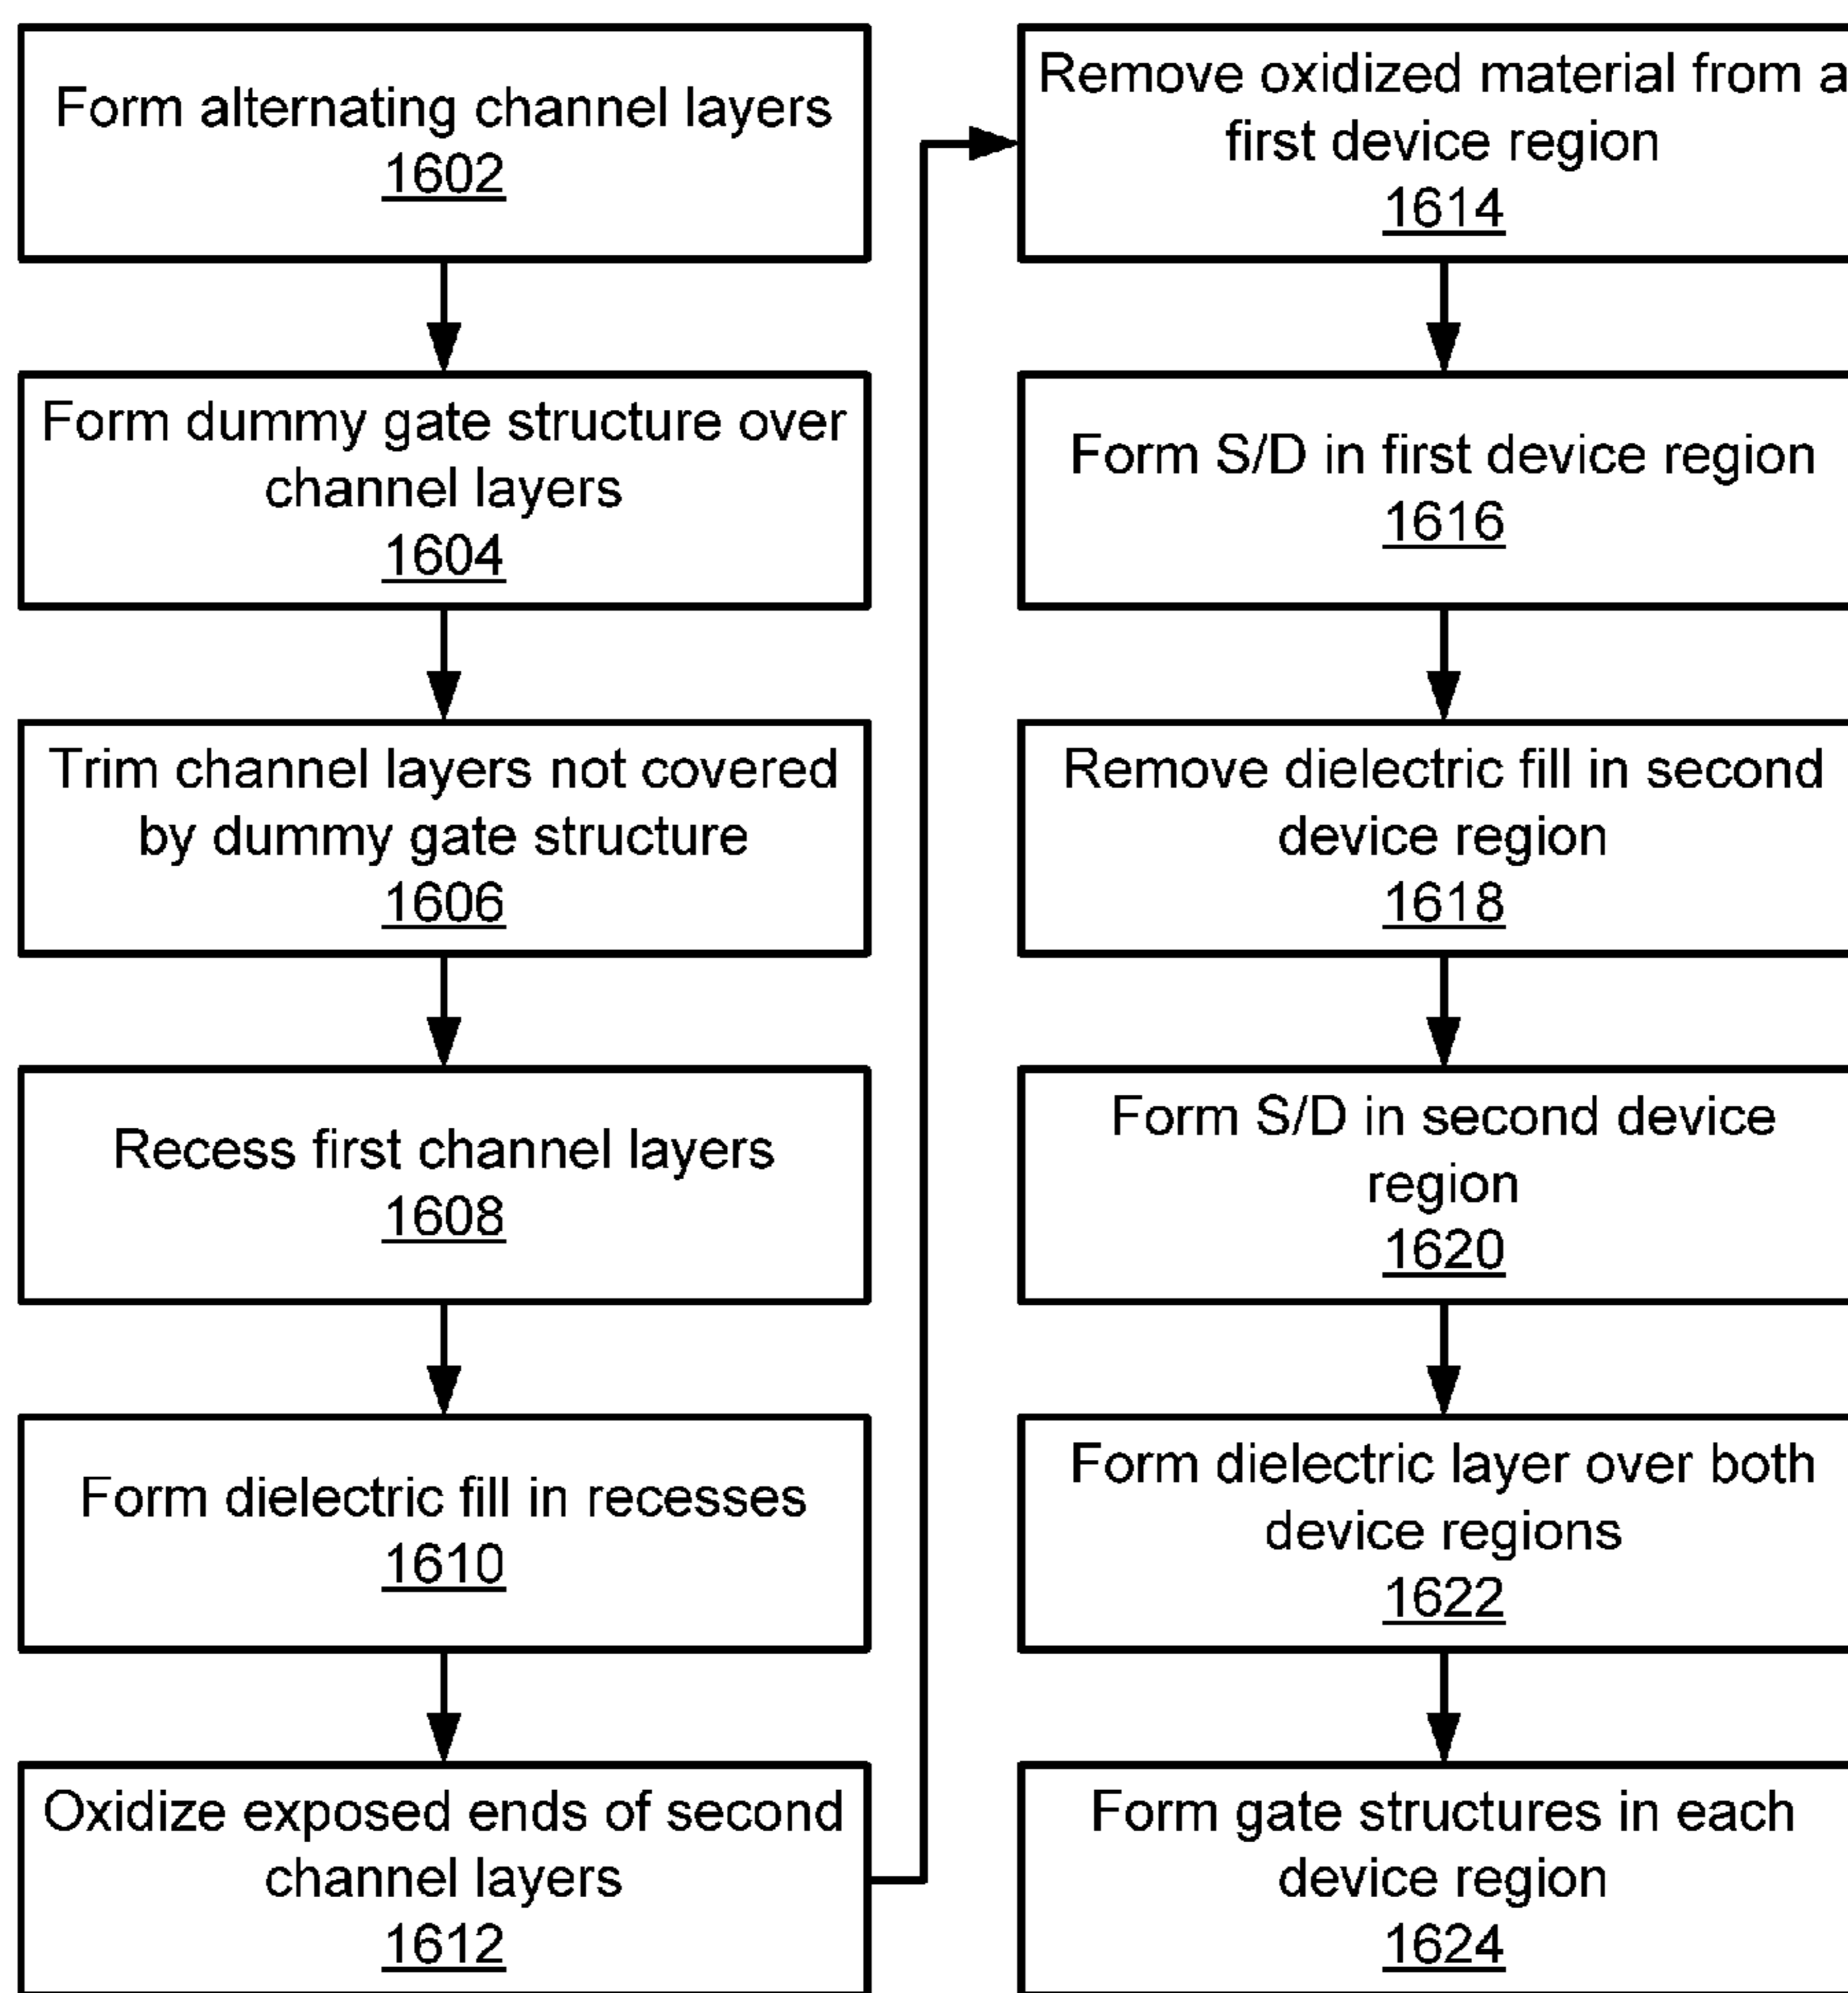 Form alternating channel layers
1602
Form dummy gate structure over
channel layers
1604
Trim channel layers not covered
by dummy gate structure
1606
Recess first channel layers
1608
Form dielectric fill in recesses
1610
Oxidize exposed ends of second
channel layers
1612
Remove oxidized material from a
first device region
1614
Form S/D in first device region
1616
Remove dielectric fill in second
device region
1618
Form S/D in second device
region
1620
Form dielectric layer over both
device regions
1622
Form gate structures in each
device region
1624